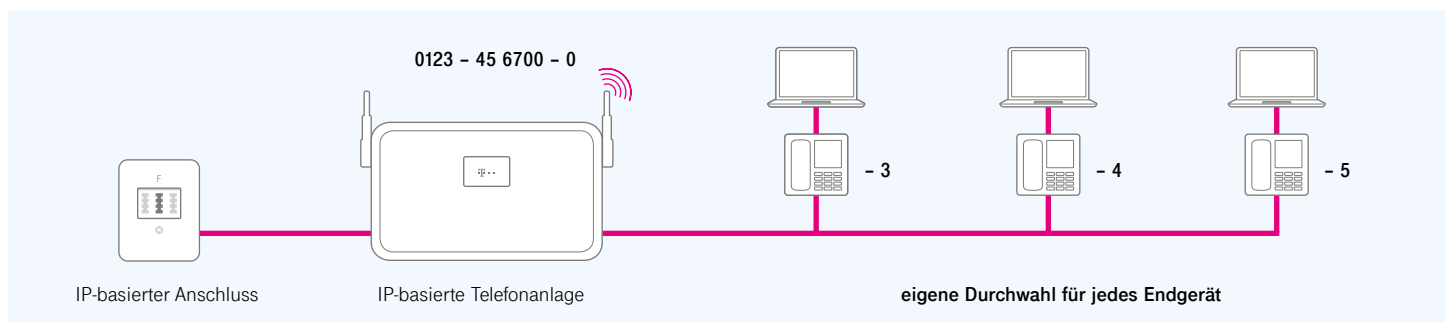 0123 – 45 6700 – 0
– 3
– 4
– 5
F
T
IP-basierter Anschluss
IP-basierte Telefonanlage
eigene Durchwahl für jedes Endgerät